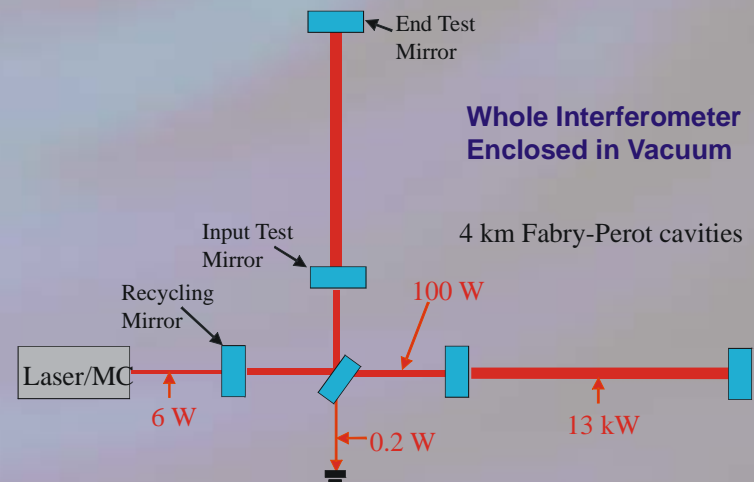 End Test
Mirror
Whole Interferometer
Enclosed in Vacuum
Input Test
Mirror
4 km Fabry-Perot cavities
Recycling
Mirror
100 W
Laser/MC
6 W
0.2 W
13 kW